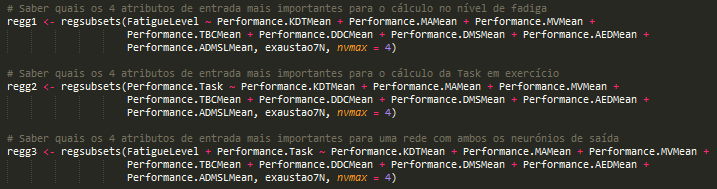 # Saber quais os 4 atributos de entrada mais importantes para o cálculo no nível de fadiga
regg1 <- regsubsets(FatigueLevel ~ Performance.KDTMean + Performance.MAMean + Performance.MVMean +
Performance.TBCMean + Performance.DDCMean + Performance.DMSMean + Performance.AEDMean +
Performance.ADMSLMean, exaustao7N, nvmax = 4)
# Saber quais os 4 atributos de entrada mais importantes para o cálculo da Task em exercício
regg2 <- regsubsets(Performance.Task ~ Performance.KDTMean + Performance.MAMean + Performance.MVMean +
Performance.TBCMean + Performance.DDCMean + Performance.DMSMean + Performance.AEDMean +
Performance.ADMSLMean, exaustao7N, nvmax = 4)
# Saber quais os 4 atributos de entrada mais importantes para uma rede com ambos os neurónios de saída
regg3 <- regsubsets(FatigueLevel + Performance.Task ~ Performance.KDTMean + Performance.MAMean + Performance.MVMean +
Performance.TBCMean + Performance.DDCMean + Performance.DMSMean + Performance.AEDMean +
Performance.ADMSLMean, exaustao7N, nvmax = 4)